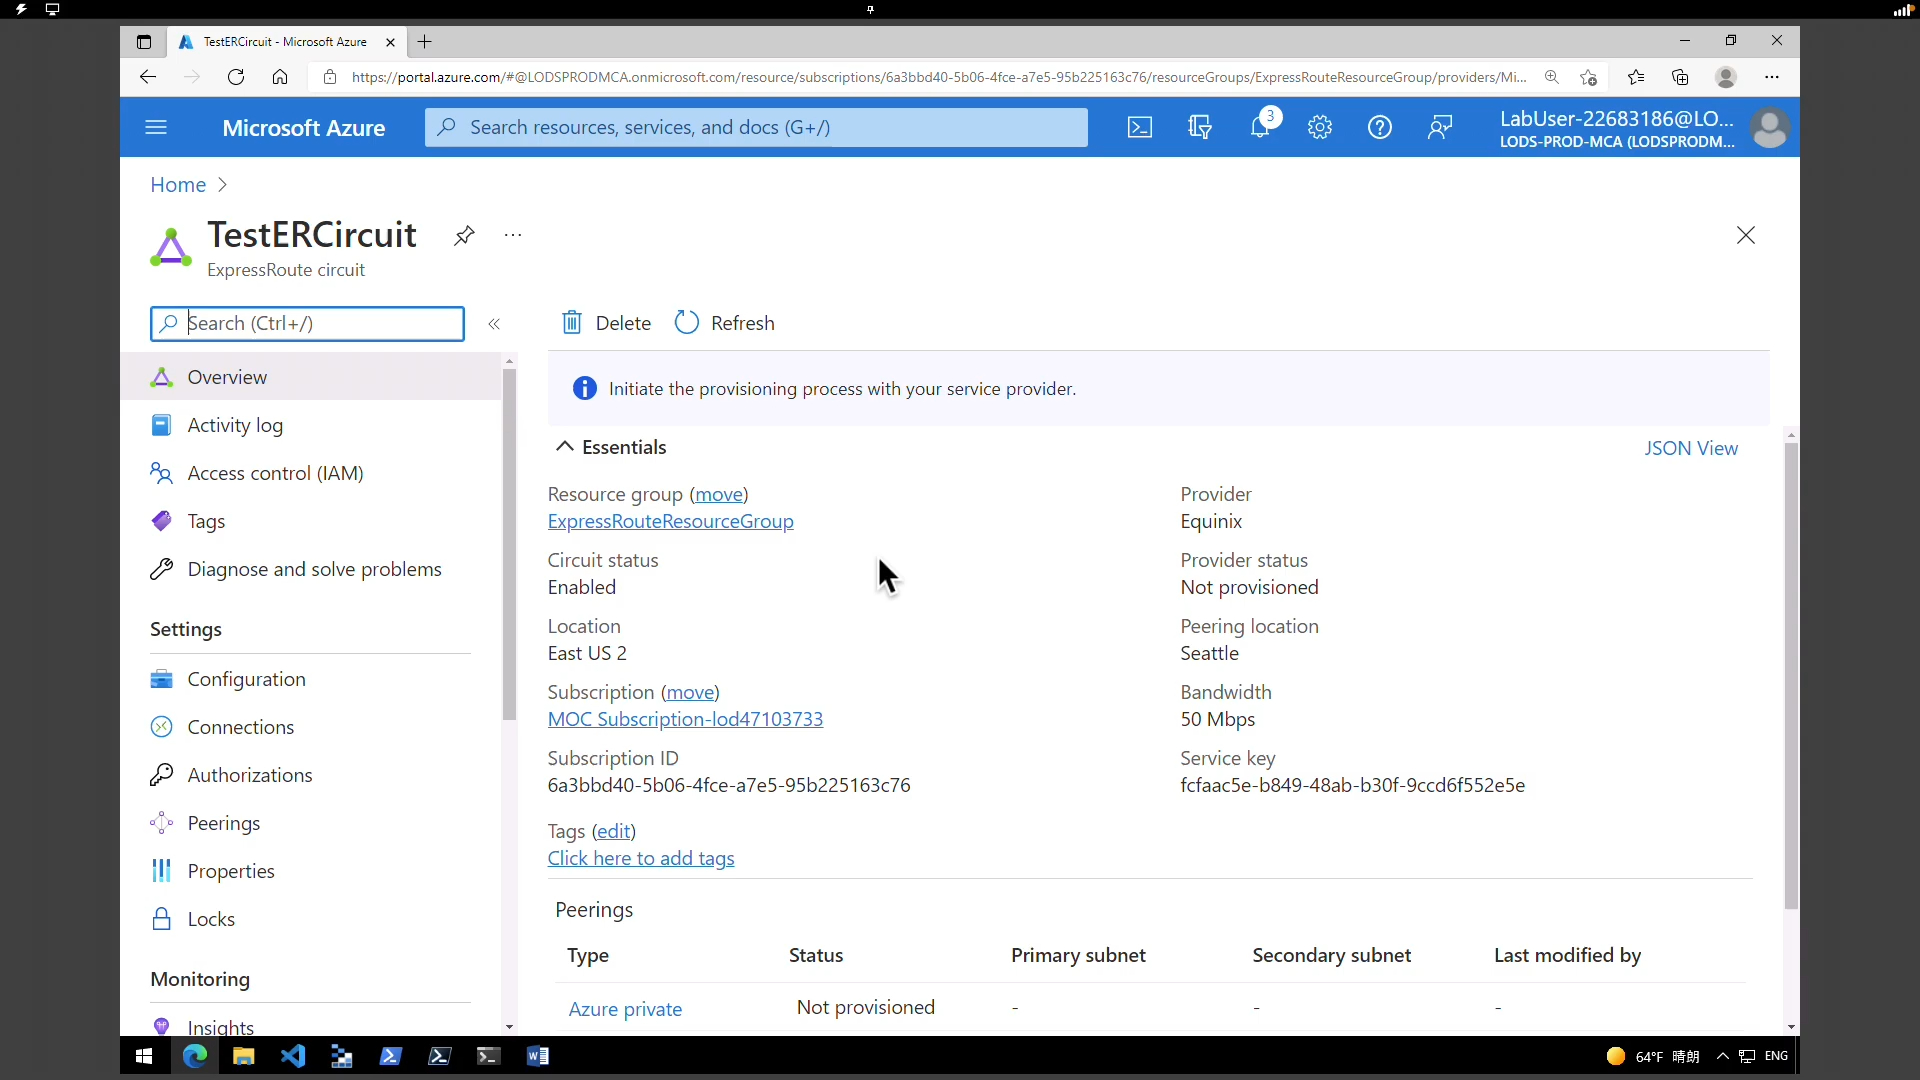 TestERCircuit - Microsoft Azure
https://portal.azure.com/#@LODSPRODMCA.onmicrosoft.com/resource/subscriptions/6a3bbd40-5b06-4fce-a7e5-95b225163c76/resourceGroups/ExpressRouteResourceGroup/providers/Mi...
Microsoft Azure
Search resources, services, and docs (G+/)
3
LabUser-22683186@LO...
LODS-PROD-MCA (LODSPRODM...
Home >
TestERCircuit
ExpressRoute circuit
Search (Ctrl+/)
Overview
Activity log
Access control (IAM)
Tags
Diagnose and solve problems
Settings
Configuration
Connections
Authorizations
Peerings
Properties
Locks
Monitoring
Insights
Delete
Refresh
Initiate the provisioning process with your service provider.
Essentials
JSON View
Resource group (move)
ExpressRouteResourceGroup
Circuit status
Enabled
Location
East US 2
Subscription (move)
MOC Subscription-lod47103733
Subscription ID
6a3bbd40-5b06-4fce-a7e5-95b225163c76
Tags (edit)
Click here to add tags
Provider
Equinix
Provider status
Not provisioned
Peering location
Seattle
Bandwidth
50 Mbps
Service key
fcfaac5e-b849-48ab-b30f-9ccd6f552e5e
Peerings
Type Status Primary subnet Secondary subnet Last modified by
Azure private Not provisioned - - -
64°F 晴朗
ENG